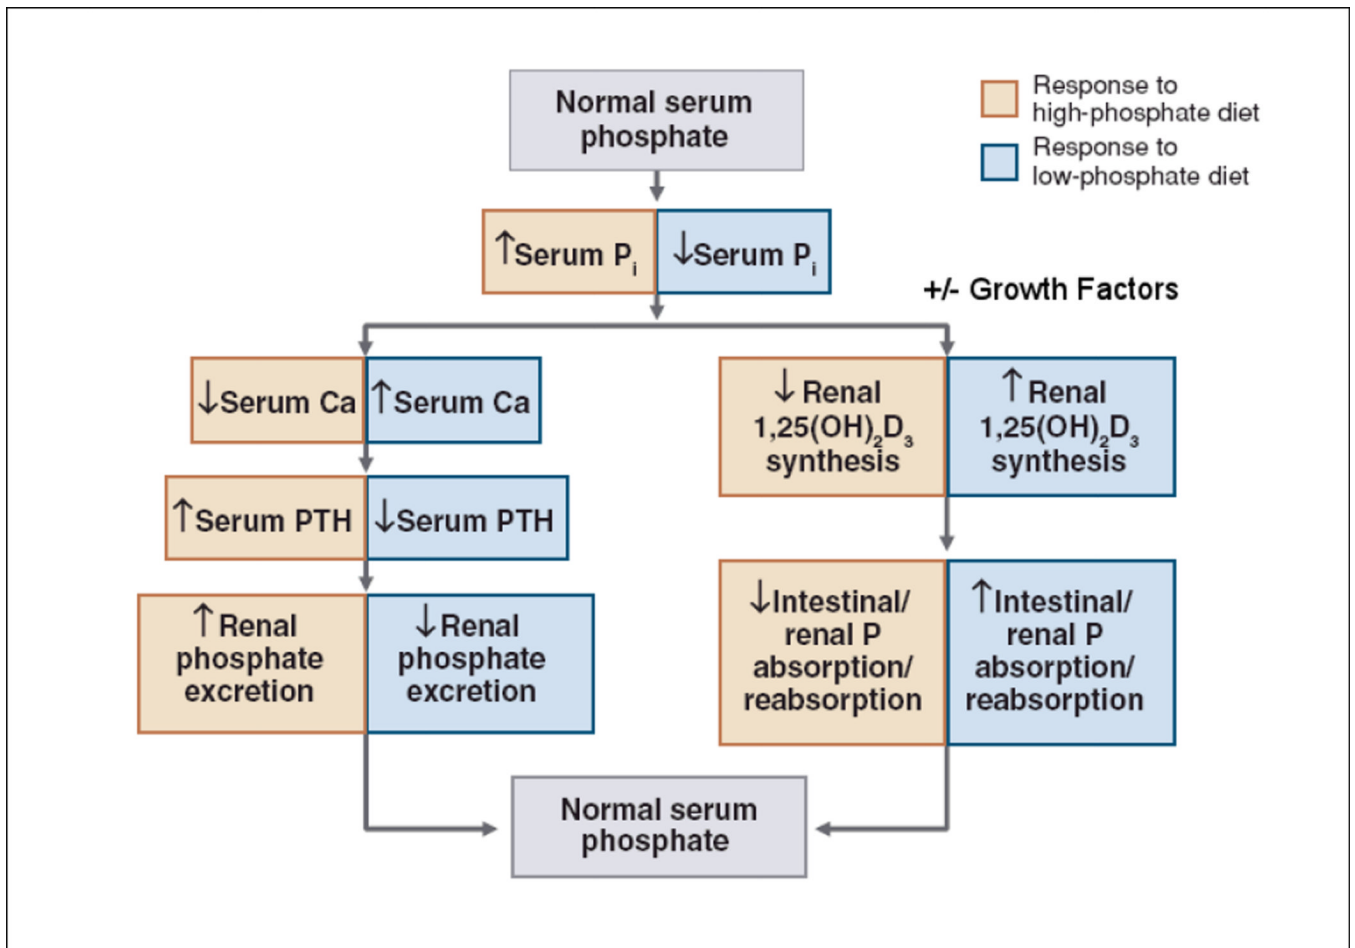 Normal serum
phosphate
Response to
high-phosphate diet
Response to
low-phosphate diet
↑Serum Pᵢ
↓Serum Pᵢ
+/- Growth Factors
↓Serum Ca
↑Serum Ca
↑Serum PTH
↓Serum PTH
↑Renal
phosphate
excretion
↓Renal
phosphate
excretion
↓Renal
1,25(OH)₂D₃
synthesis
↑Renal
1,25(OH)₂D₃
synthesis
↓Intestinal/
renal P
absorption/
reabsorption
↑Intestinal/
renal P
absorption/
reabsorption
Normal serum
phosphate